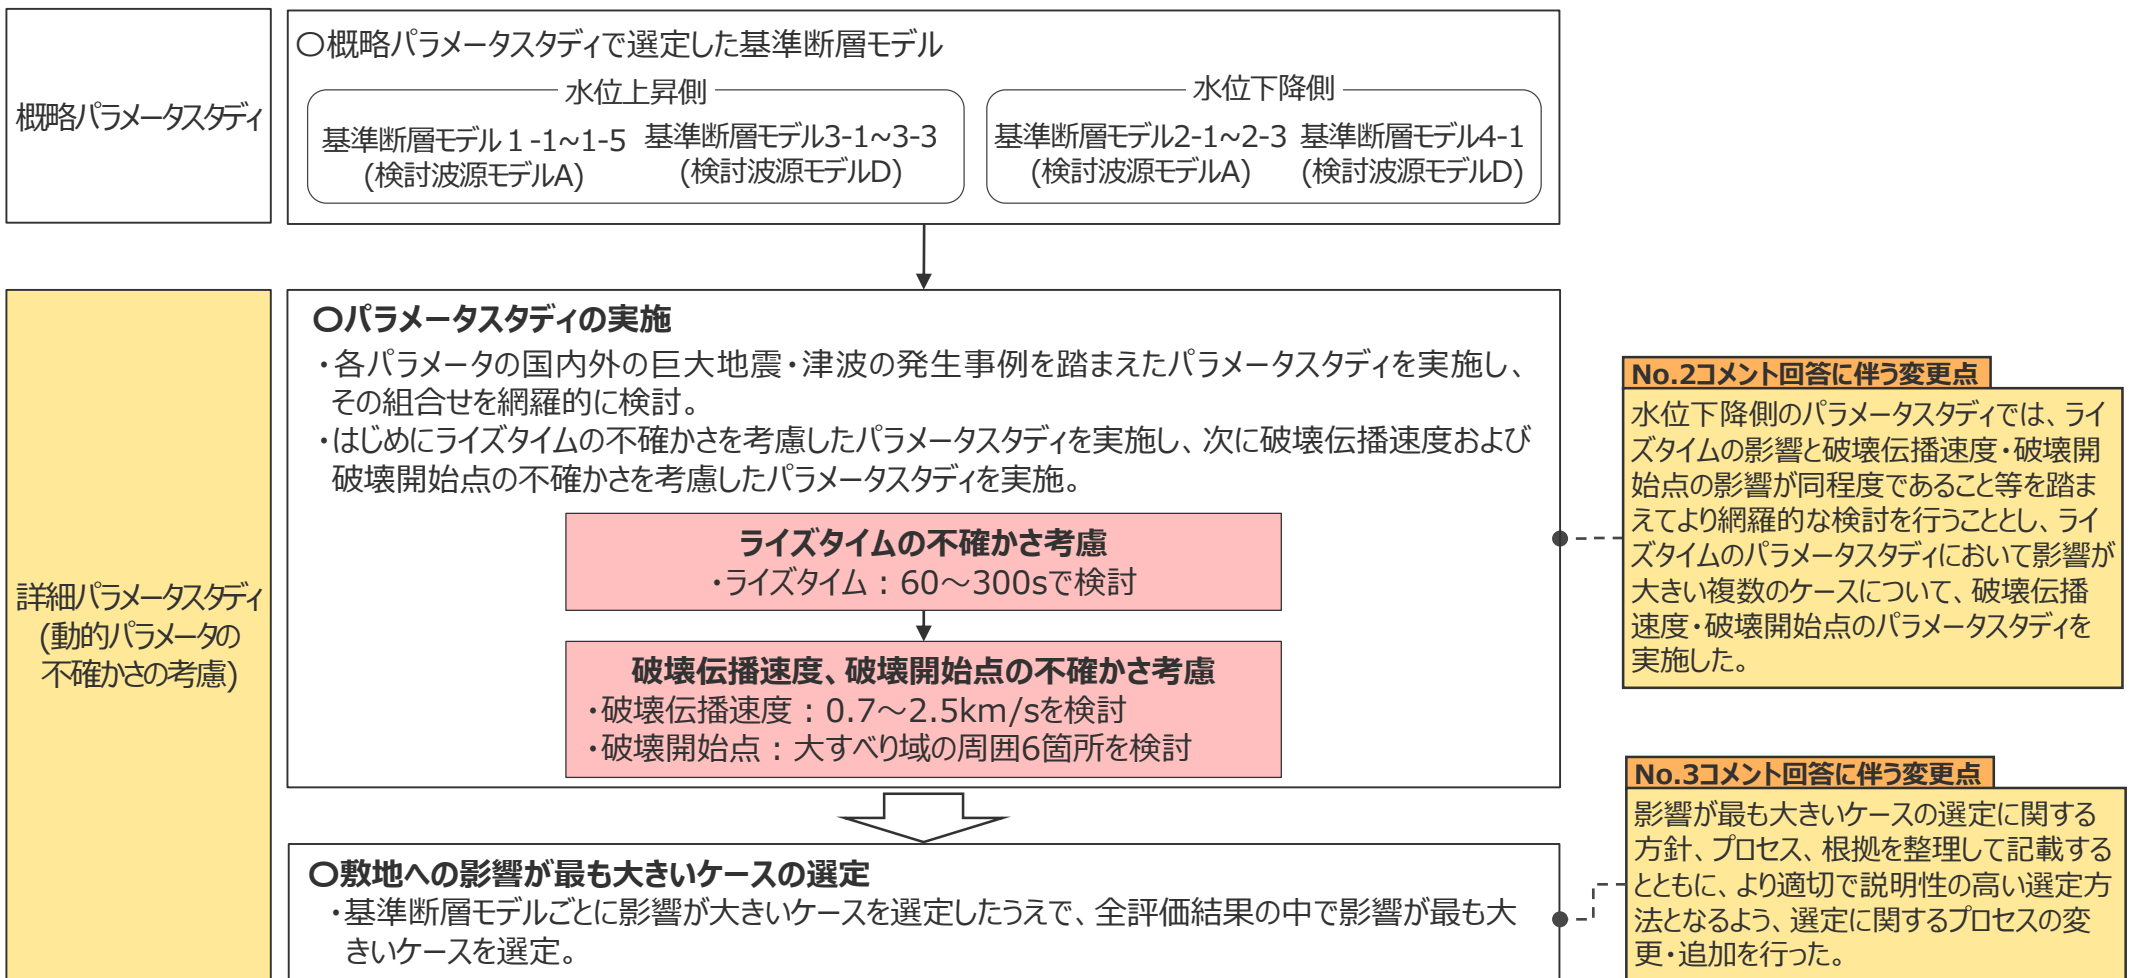 概略パラメータスタディ
〇概略パラメータスタディで選定した基準断層モデル
水位上昇側
基準断層モデル１-1~1-5
(検討波源モデルA)
基準断層モデル3-1~3-3
(検討波源モデルD)
水位下降側
基準断層モデル2-1~2-3
(検討波源モデルA)
基準断層モデル4-1
(検討波源モデルD)
詳細パラメータスタディ
(動的パラメータの
不確かさの考慮)
〇パラメータスタディの実施
・各パラメータの国内外の巨大地震・津波の発生事例を踏まえたパラメータスタディを実施し、
その組合せを網羅的に検討。
・はじめにライズタイムの不確かさを考慮したパラメータスタディを実施し、次に破壊伝播速度および
破壊開始点の不確かさを考慮したパラメータスタディを実施。
ライズタイムの不確かさ考慮
・ライズタイム：60～300sで検討
破壊伝播速度、破壊開始点の不確かさ考慮
・破壊伝播速度：0.7～2.5km/sを検討
・破壊開始点：大すべり域の周囲6箇所を検討
No.2コメント回答に伴う変更点
水位下降側のパラメータスタディでは、ライ
ズタイムの影響と破壊伝播速度・破壊開
始点の影響が同程度であること等を踏ま
えてより網羅的な検討を行うこととし、ライ
ズタイムのパラメータスタディにおいて影響が
大きい複数のケースについて、破壊伝播
速度・破壊開始点のパラメータスタディを
実施した。
〇敷地への影響が最も大きいケースの選定
・基準断層モデルごとに影響が大きいケースを選定したうえで、全評価結果の中で影響が最も大
きいケースを選定。
No.3コメント回答に伴う変更点
影響が最も大きいケースの選定に関する
方針、プロセス、根拠を整理して記載する
とともに、より適切で説明性の高い選定方
法となるよう、選定に関するプロセスの変
更・追加を行った。